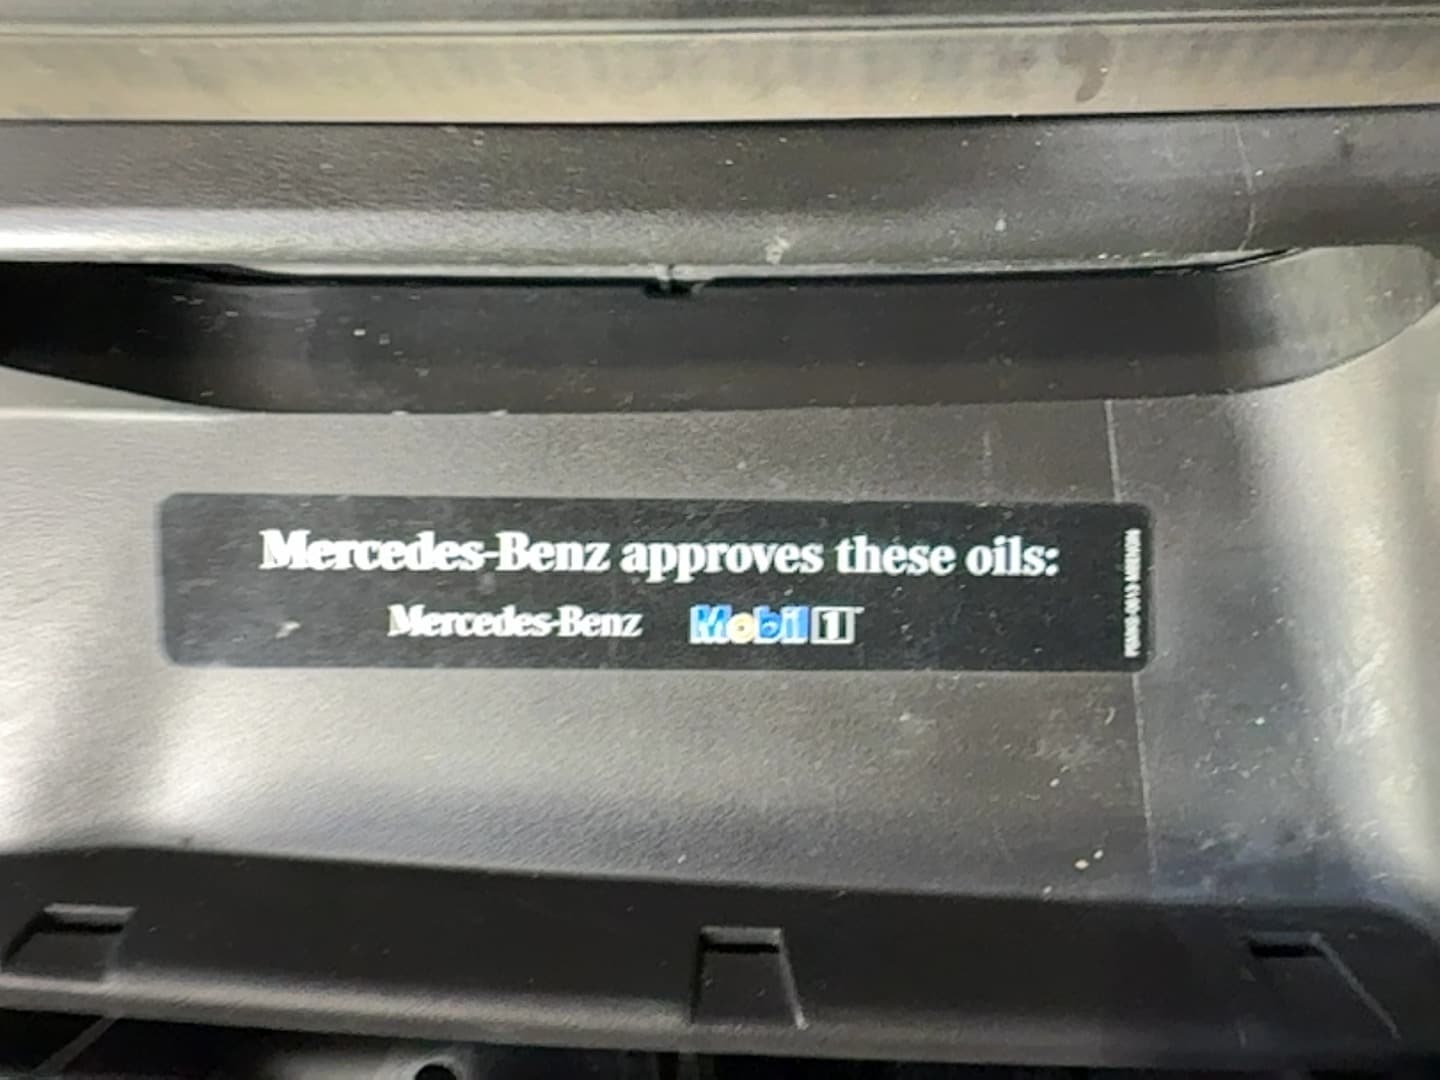 Mercedes-Benz approves these oils:
Mercedes-Benz Mobil 1